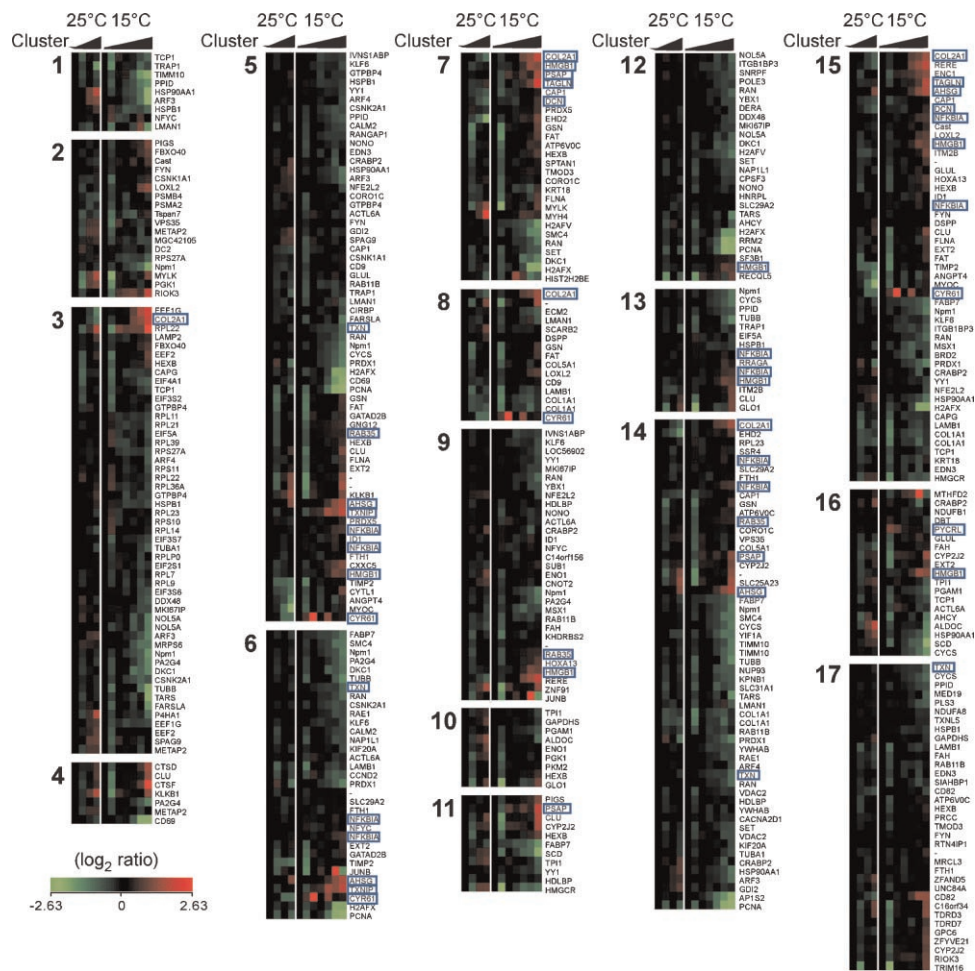 25°C 15°C
Cluster
1
TCP1
TRAP1
TIMM10
PPID
HSP90AA1
ARF3
HSPB1
NFYC
LMAN1
2
PIGS
FBXO40
Cast
FYN
CSNK1A1
LOXL2
PSMB4
PSMA2
Tspan7
VPS35
METAP2
MGC42105
DC2
RPS27A
Npm1
MYLK
PGK1
RIOK3
3
EEF1G
COL2A1
RPL22
LAMP2
FBXO40
EEF2
HEXB
CAPG
EIF4A1
TCP1
EIF3S2
GTPBP4
RPL11
RPL21
EIF5A
RPL39
RPS27A
ARF4
RPS11
RPL22
RPL36A
GTPBP4
HSPB1
RPL23
RPS10
RPL14
EIF3S7
TUBA1
RPLP0
EIF2S1
RPL7
RPL9
EIF3S6
DDX48
MKI67IP
NOL5A
NOL5A
ARF3
MRPS6
Npm1
PA2G4
DKC1
CSNK2A1
TUBB
TARS
FARSLA
P4HA1
EEF1G
EEF2
SPAG9
METAP2
4
CTSD
CLU
CTSF
KLKB1
PA2G4
METAP2
CD69
(log2 ratio)
-2.63 0 2.63
25°C 15°C
Cluster
5
IVNS1ABP
KLF6
GTPBP4
HSPB1
YY1
ARF4
CSNK2A1
PPID
CALM2
RANGAP1
NONO
EDN3
CRABP2
HSP90AA1
ARF3
NFE2L2
CORO1C
GTPBP4
ACTL6A
FYN
GDI2
SPAG9
CAP1
CSNK1A1
CD9
GLUL
RAB11B
TRAP1
LMAN1
CIRBP
FARSLA
TXN
RAN
Npm1
CYCS
PRDX1
H2AFX
CD69
PCNA
GSN
FAT
GATAD2B
GNG12
RAB35
HEXB
CLU
FLNA
EXT2
-
-
KLKB1
AHSG
TXNIP
PRDX5
NFKBIA
ID1
NFKBIA
FTH1
CXXC5
HMGB1
TIMP2
CYTL1
ANGPT4
MYOC
CYR61
6
FABP7
SMC4
Npm1
PA2G4
DKC1
TUBB
TXN
RAN
CSNK2A1
RAE1
KLF6
CALM2
NAP1L1
KIF20A
ACTL6A
LAMB1
CCND2
PRDX1
-
SLC29A2
FTH1
NFKBIA
NFYC
NFKBIA
EXT2
GATAD2B
TIMP2
JUNB
AHSG
TXNIP
CYR61
H2AFX
PCNA
25°C 15°C
Cluster
7
COL2A1
HMGB1
PSAP
TAGLN
CAP1
DCN
PRDX5
EHD2
GSN
FAT
ATP6V0C
HEXB
SPTAN1
TMOD3
CORO1C
KRT18
FLNA
MYLK
MYH4
H2AFV
SMC4
RAN
SET
DKC1
H2AFX
HIST2H2BE
8
COL2A1
-
ECM2
LMAN1
SCARB2
DSPP
GSN
FAT
COL5A1
LOXL2
CD9
LAMB1
COL1A1
COL1A1
CYR61
9
IVNS1ABP
KLF6
LOC56902
YY1
MKI67IP
RAN
YBX1
NFE2L2
HDLBP
NONO
ACTL6A
CRABP2
ID1
NFYC
C14orf156
SUB1
ENO1
CNOT2
Npm1
PA2G4
MSX1
RAB11B
FAH
KHDRBS2
-
RAB35
HOXA13
HMGB1
RERE
ZNF91
JUNB
10
TPI1
GAPDHS
PGAM1
ALDOC
ENO1
PGK1
PKM2
HEXB
GLO1
11
PIGS
PSAP
CLU
CYP2J2
HEXB
FABP7
SCD
TPI1
YY1
HDLBP
HMGCR
25°C 15°C
Cluster
12
NOL5A
ITGB1BP3
SNRPF
POLE3
RAN
YBX1
DERA
DDX48
MKI67IP
NOL5A
DKC1
H2AFV
SET
NAP1L1
CPSF3
NONO
HNRPL
SLC29A2
TARS
AHCY
H2AFX
RRM2
PCNA
SF3B1
HMGB1
RECQL5
13
Npm1
CYCS
PPID
TUBB
TRAP1
EIF5A
HSPB1
NFKBIA
RRAGA
NFKBIA
HMGB1
ITM2B
CLU
GLO1
14
COL2A1
EHD2
RPL23
SSR4
NFKBIA
SLC29A2
FTH1
NFKBIA
CAP1
GSN
ATP6V0C
RAB35
CORO1C
VPS35
COL5A1
PSAP
CYP2J2
-
SLC25A23
AHSG
FABP7
Npm1
SMC4
CYCS
YIF1A
TIMM10
TIMM10
TUBB
NUP93
KPNB1
SLC31A1
TARS
LMAN1
COL1A1
COL1A1
RAB11B
PRDX1
YWHAB
RAE1
ARF4
TXN
RAN
VDAC2
HDLBP
YWHAB
CACNA2D1
SET
VDAC2
KIF20A
TUBA1
CRABP2
HSP90AA1
ARF3
GDI2
AP1S2
PCNA
25°C 15°C
Cluster
15
COL2A1
RERE
ENC1
TAGLN
AHSG
CAP1
DCN
NFKBIA
Cast
LOXL2
HMGB1
ITM2B
-
GLUL
HOXA13
HEXB
ID1
NFKBIA
FYN
DSPP
CLU
FLNA
EXT2
FAT
TIMP2
ANGPT4
MYOC
CYR61
FABP7
Npm1
KLF6
ITGB1BP3
RAN
MSX1
BRD2
PRDX1
CRABP2
YY1
NFE2L2
HSP90AA1
H2AFX
CAPG
LAMB1
COL1A1
COL1A1
TCP1
KRT18
EDN3
HMGCR
16
MTHFD2
CRABP2
NDUFB1
DBT
PYCRL
GLUL
FAH
CYP2J2
EXT2
HMGB1
TPI1
PGAM1
TCP1
ACTL6A
AHCY
ALDOC
HSP90AA1
SCD
CYCS
17
TXN
CYCS
PPID
MED19
PLS3
NDUFA8
TXNL5
HSPB1
GAPDHS
LAMB1
FAH
RAB11B
EDN3
SIAHBP1
CD82
ATP6V0C
HEXB
PRCC
TMOD3
FYN
RTN4IP1
-
MRCL3
FTH1
ZFAND5
UNC84A
CD82
C16orf34
TDRD3
TDRD7
GPC6
ZFYVE21
CYP2J2
RIOK3
TRIM16